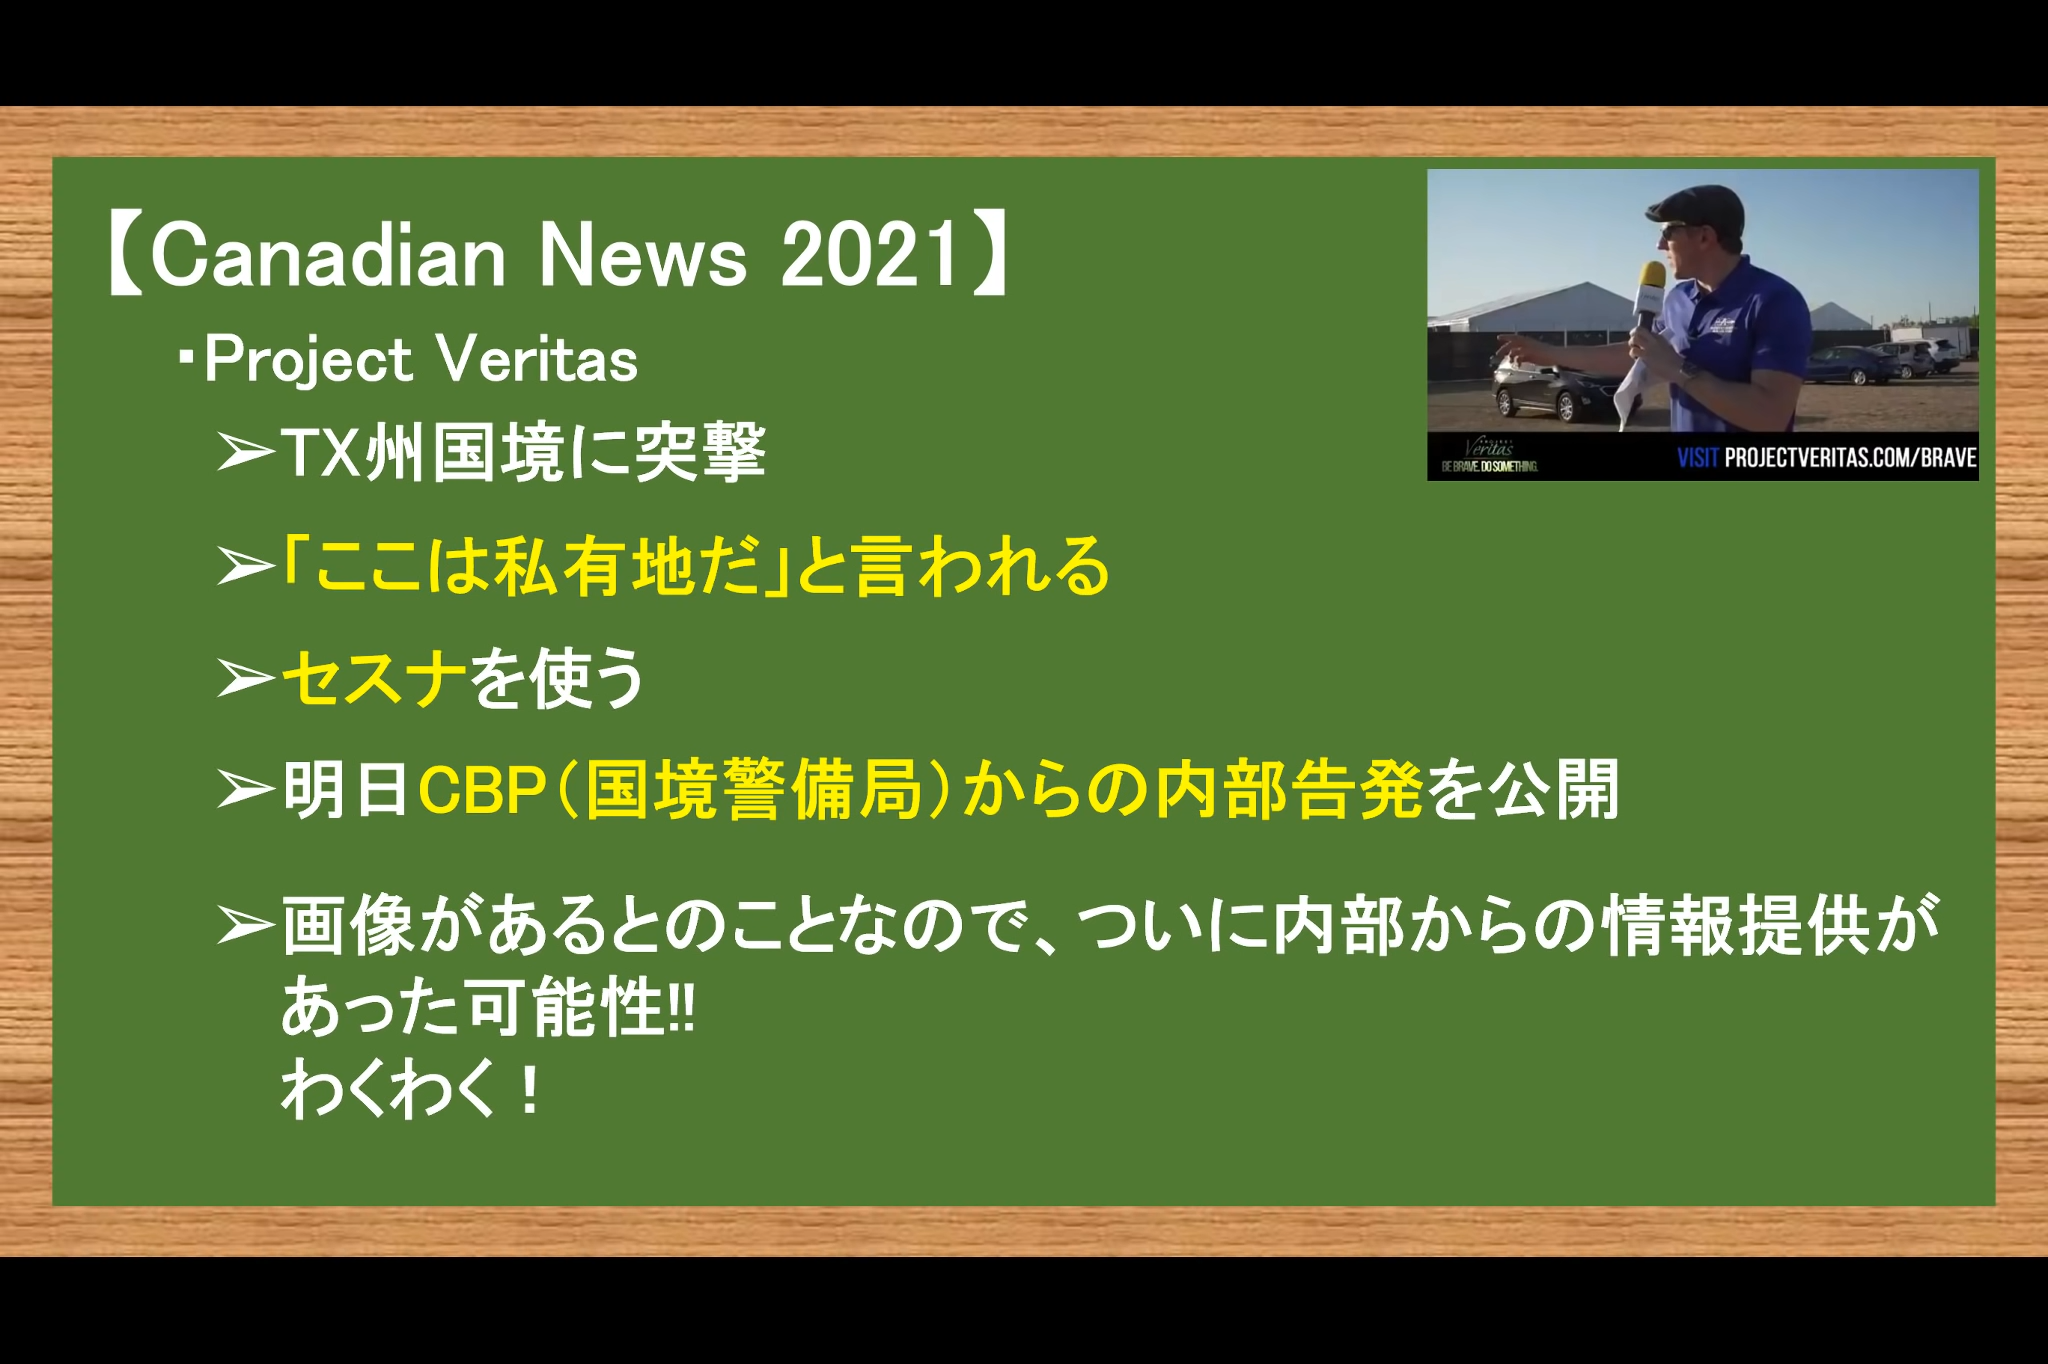 【Canadian News 2021】
・Project Veritas
➢TX州国境に突撃
➢「ここは私有地だ」と言われる
➢セスナを使う
➢明日CBP（国境警備局）からの内部告発を公開
➢画像があるとのことなので、ついに内部からの情報提供が
あった可能性!!
わくわく！
PROJECT
Veritas
BE BRAVE. DO SOMETHING.
VISIT PROJECTVERITAS.COM/BRAVE